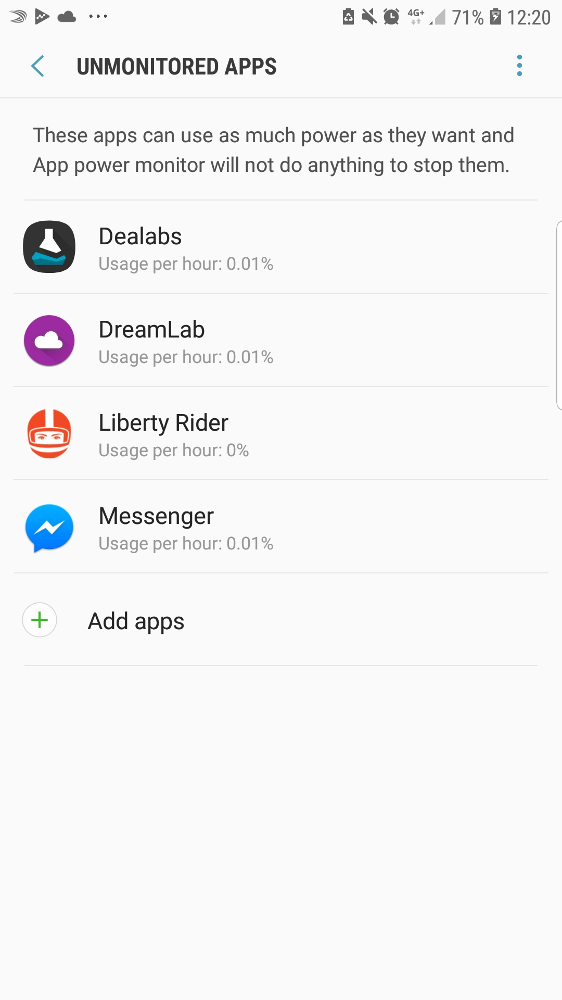 4G+ 71% 12:20
UNMONITORED APPS
These apps can use as much power as they want and
App power monitor will not do anything to stop them.
Dealabs
Usage per hour: 0.01%
DreamLab
Usage per hour: 0.01%
Liberty Rider
Usage per hour: 0%
Messenger
Usage per hour: 0.01%
Add apps